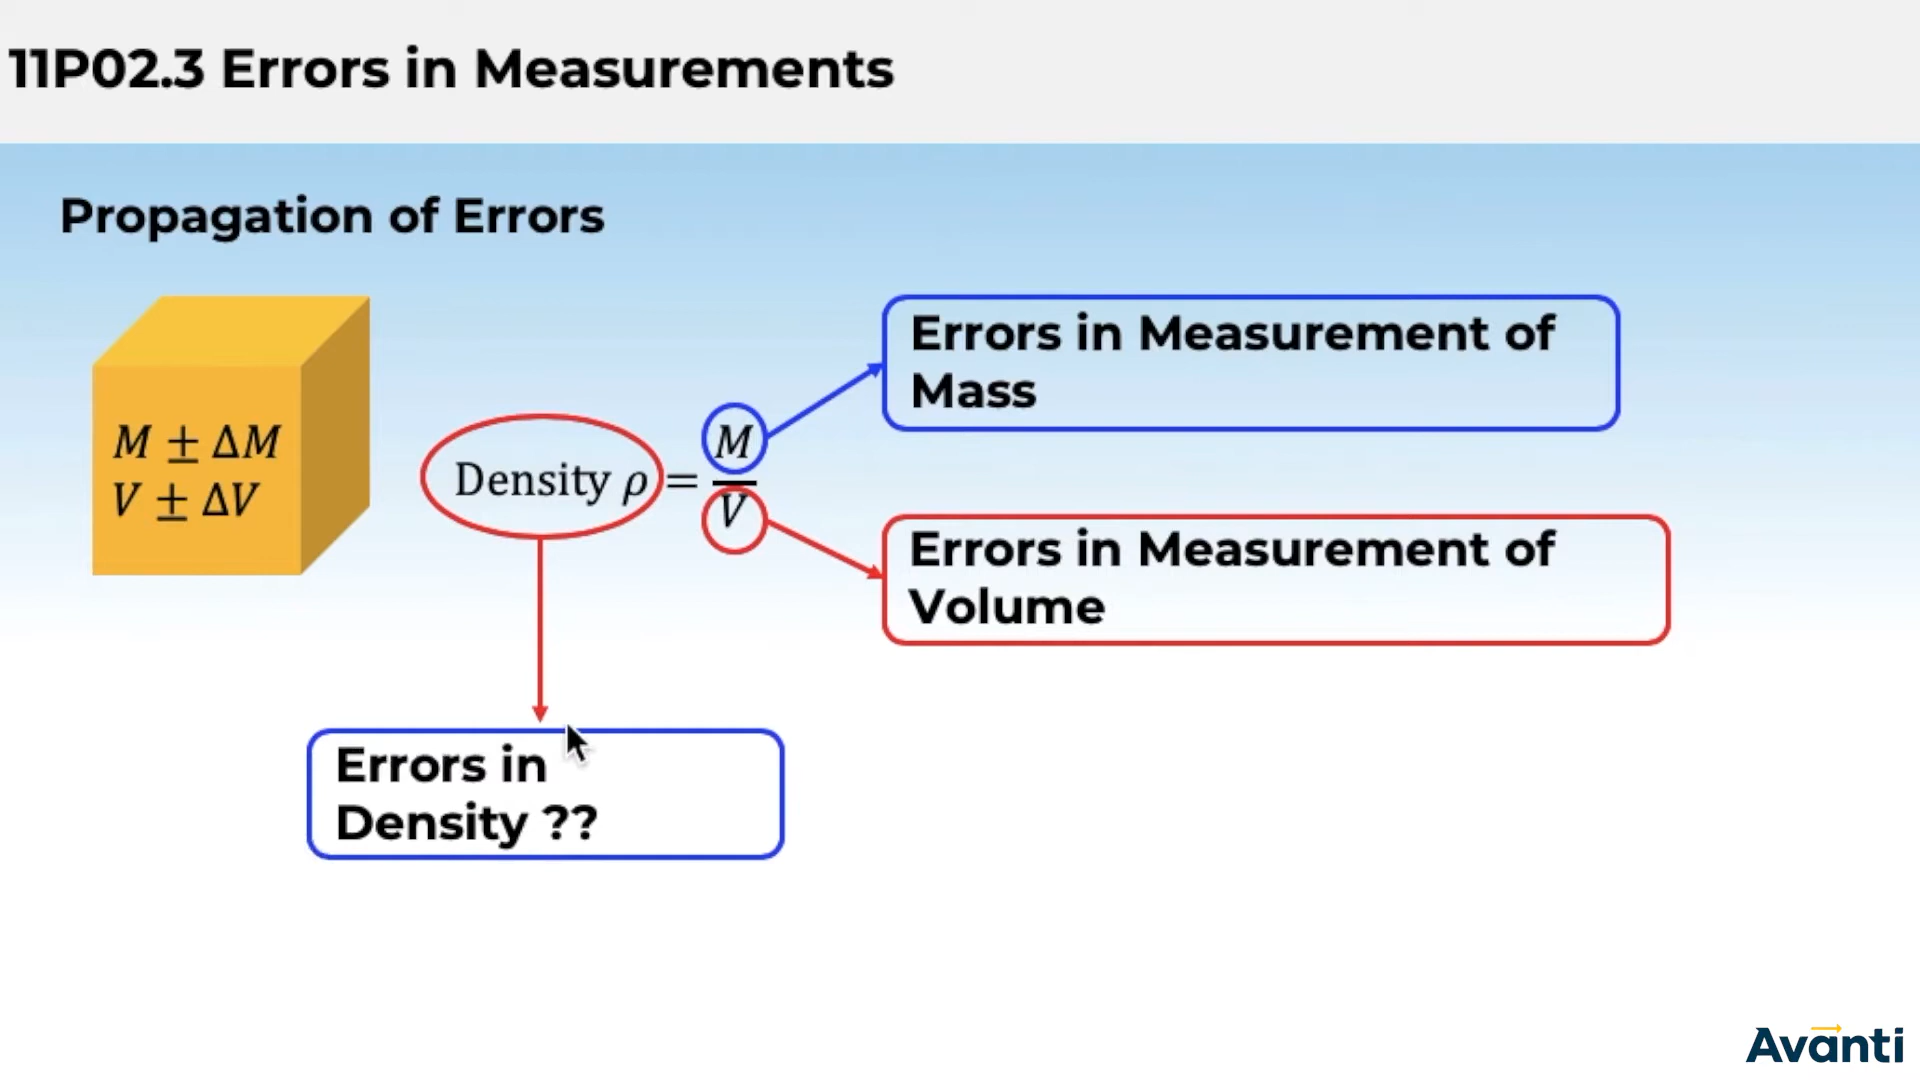 11P02.3 Errors in Measurements
Propagation of Errors
M ± ΔM
V ± ΔV
Density ρ = M/V
Errors in Measurement of
Mass
Errors in Measurement of
Volume
Errors in
Density ??
Avanti